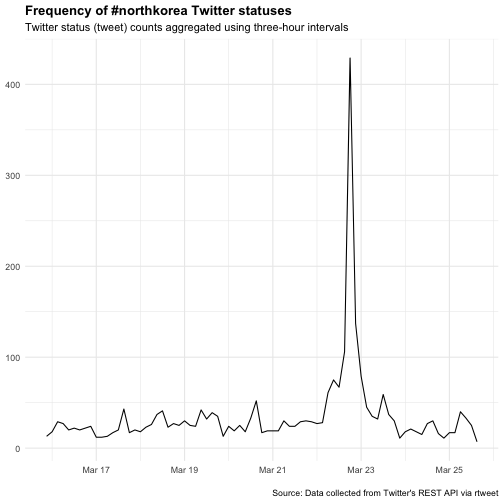 Frequency of #northkorea Twitter statuses
Twitter status (tweet) counts aggregated using three-hour intervals
400
300
200
100
0
Mar 17 Mar 19 Mar 21 Mar 23 Mar 25
Source: Data collected from Twitter's REST API via rtweet